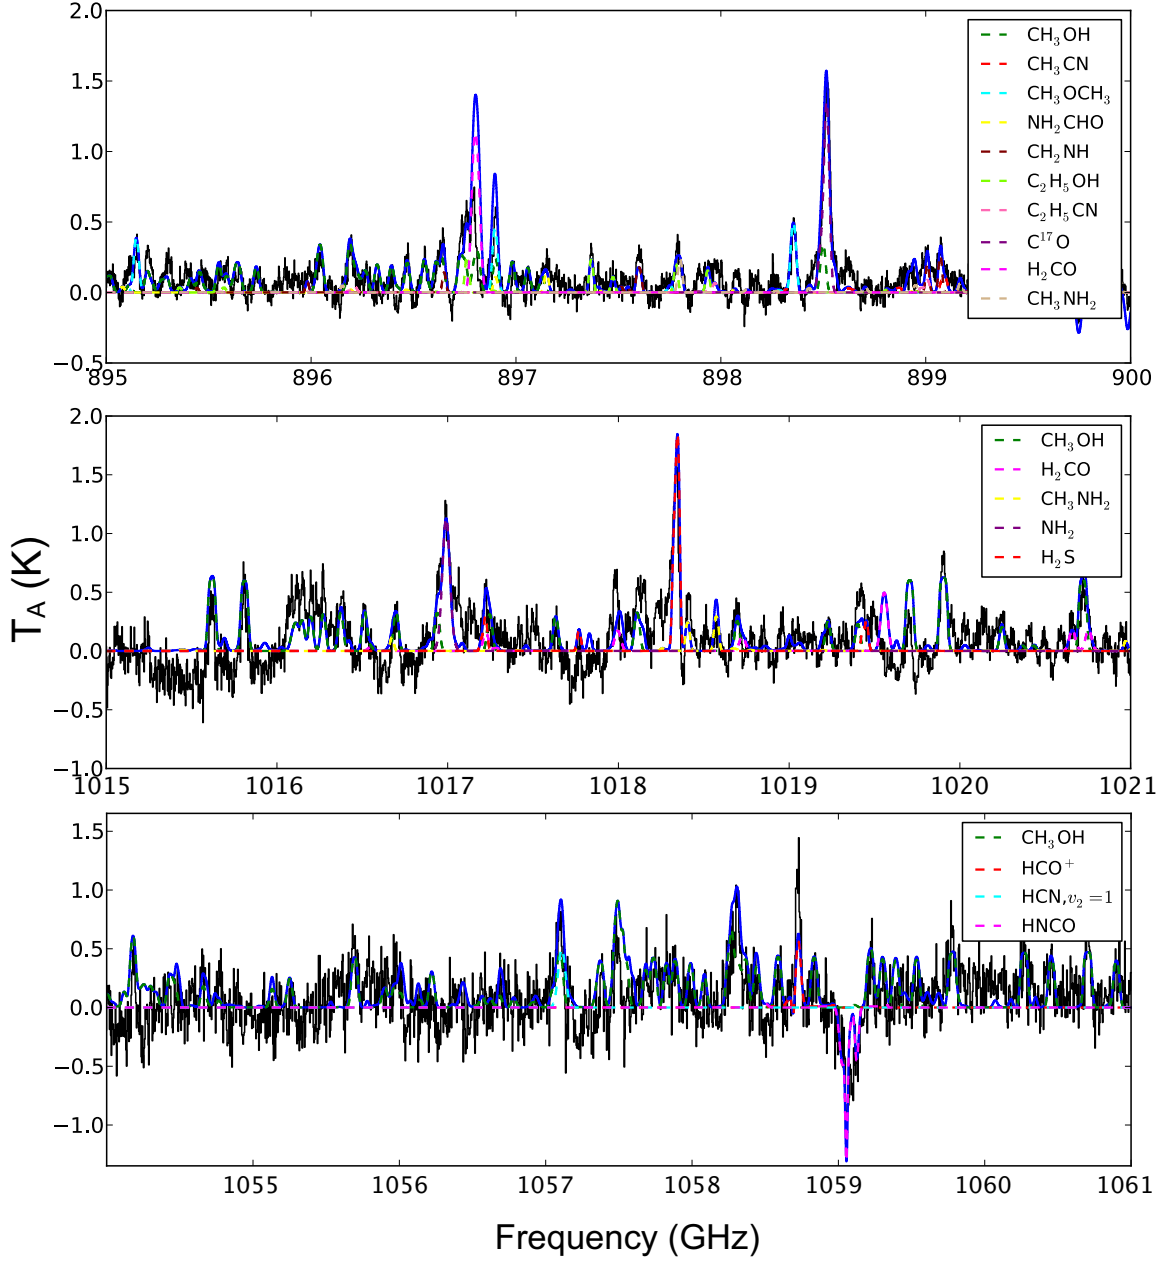 2.0
1.5
1.0
0.5
0.0
−0.5
895
896
897
898
899
900
CH₃OH
CH₃CN
CH₃OCH₃
NH₂CHO
CH₂NH
C₂H₅OH
C₂H₅CN
C¹⁷O
H₂CO
CH₃NH₂
T_A (K)
2.0
1.5
1.0
0.5
0.0
−0.5
−1.0
1015
1016
1017
1018
1019
1020
1021
CH₃OH
H₂CO
CH₃NH₂
NH₂
H₂S
1.5
1.0
0.5
0.0
−0.5
−1.0
1055
1056
1057
1058
1059
1060
1061
CH₃OH
HCO⁺
HCN, v₂ = 1
HNCO
Frequency (GHz)